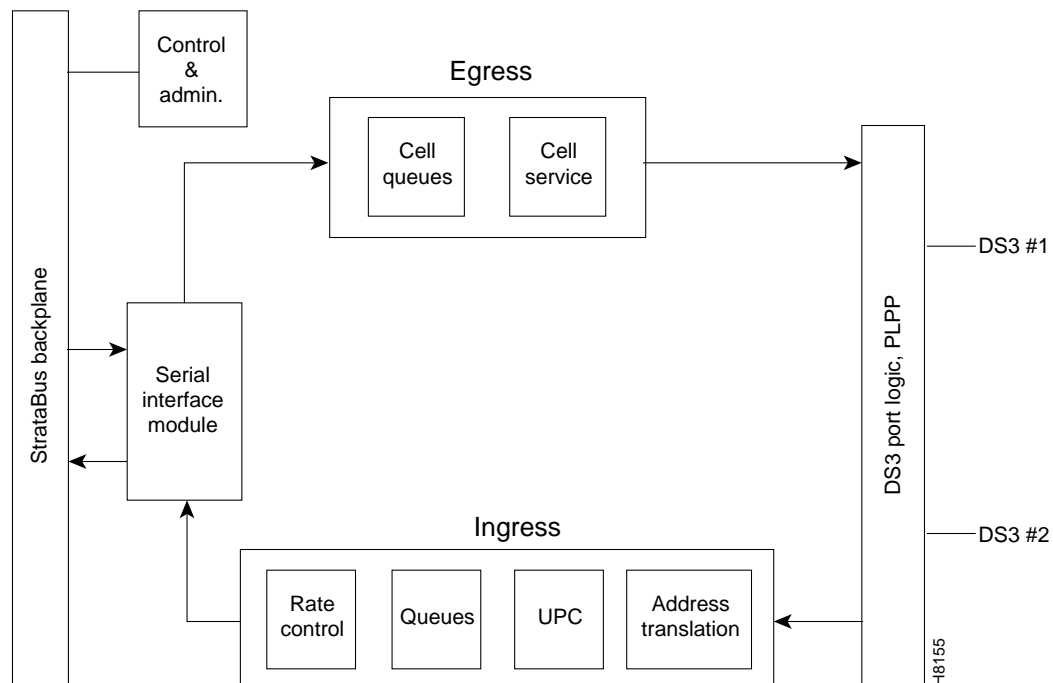 Control
&
admin.
Egress
Cell
queues
Cell
service
StrataBus backplane
Serial
interface
module
DS3 port logic, PLPP
DS3 #1
DS3 #2
Ingress
Rate
control
Queues
UPC
Address
translation
H8155